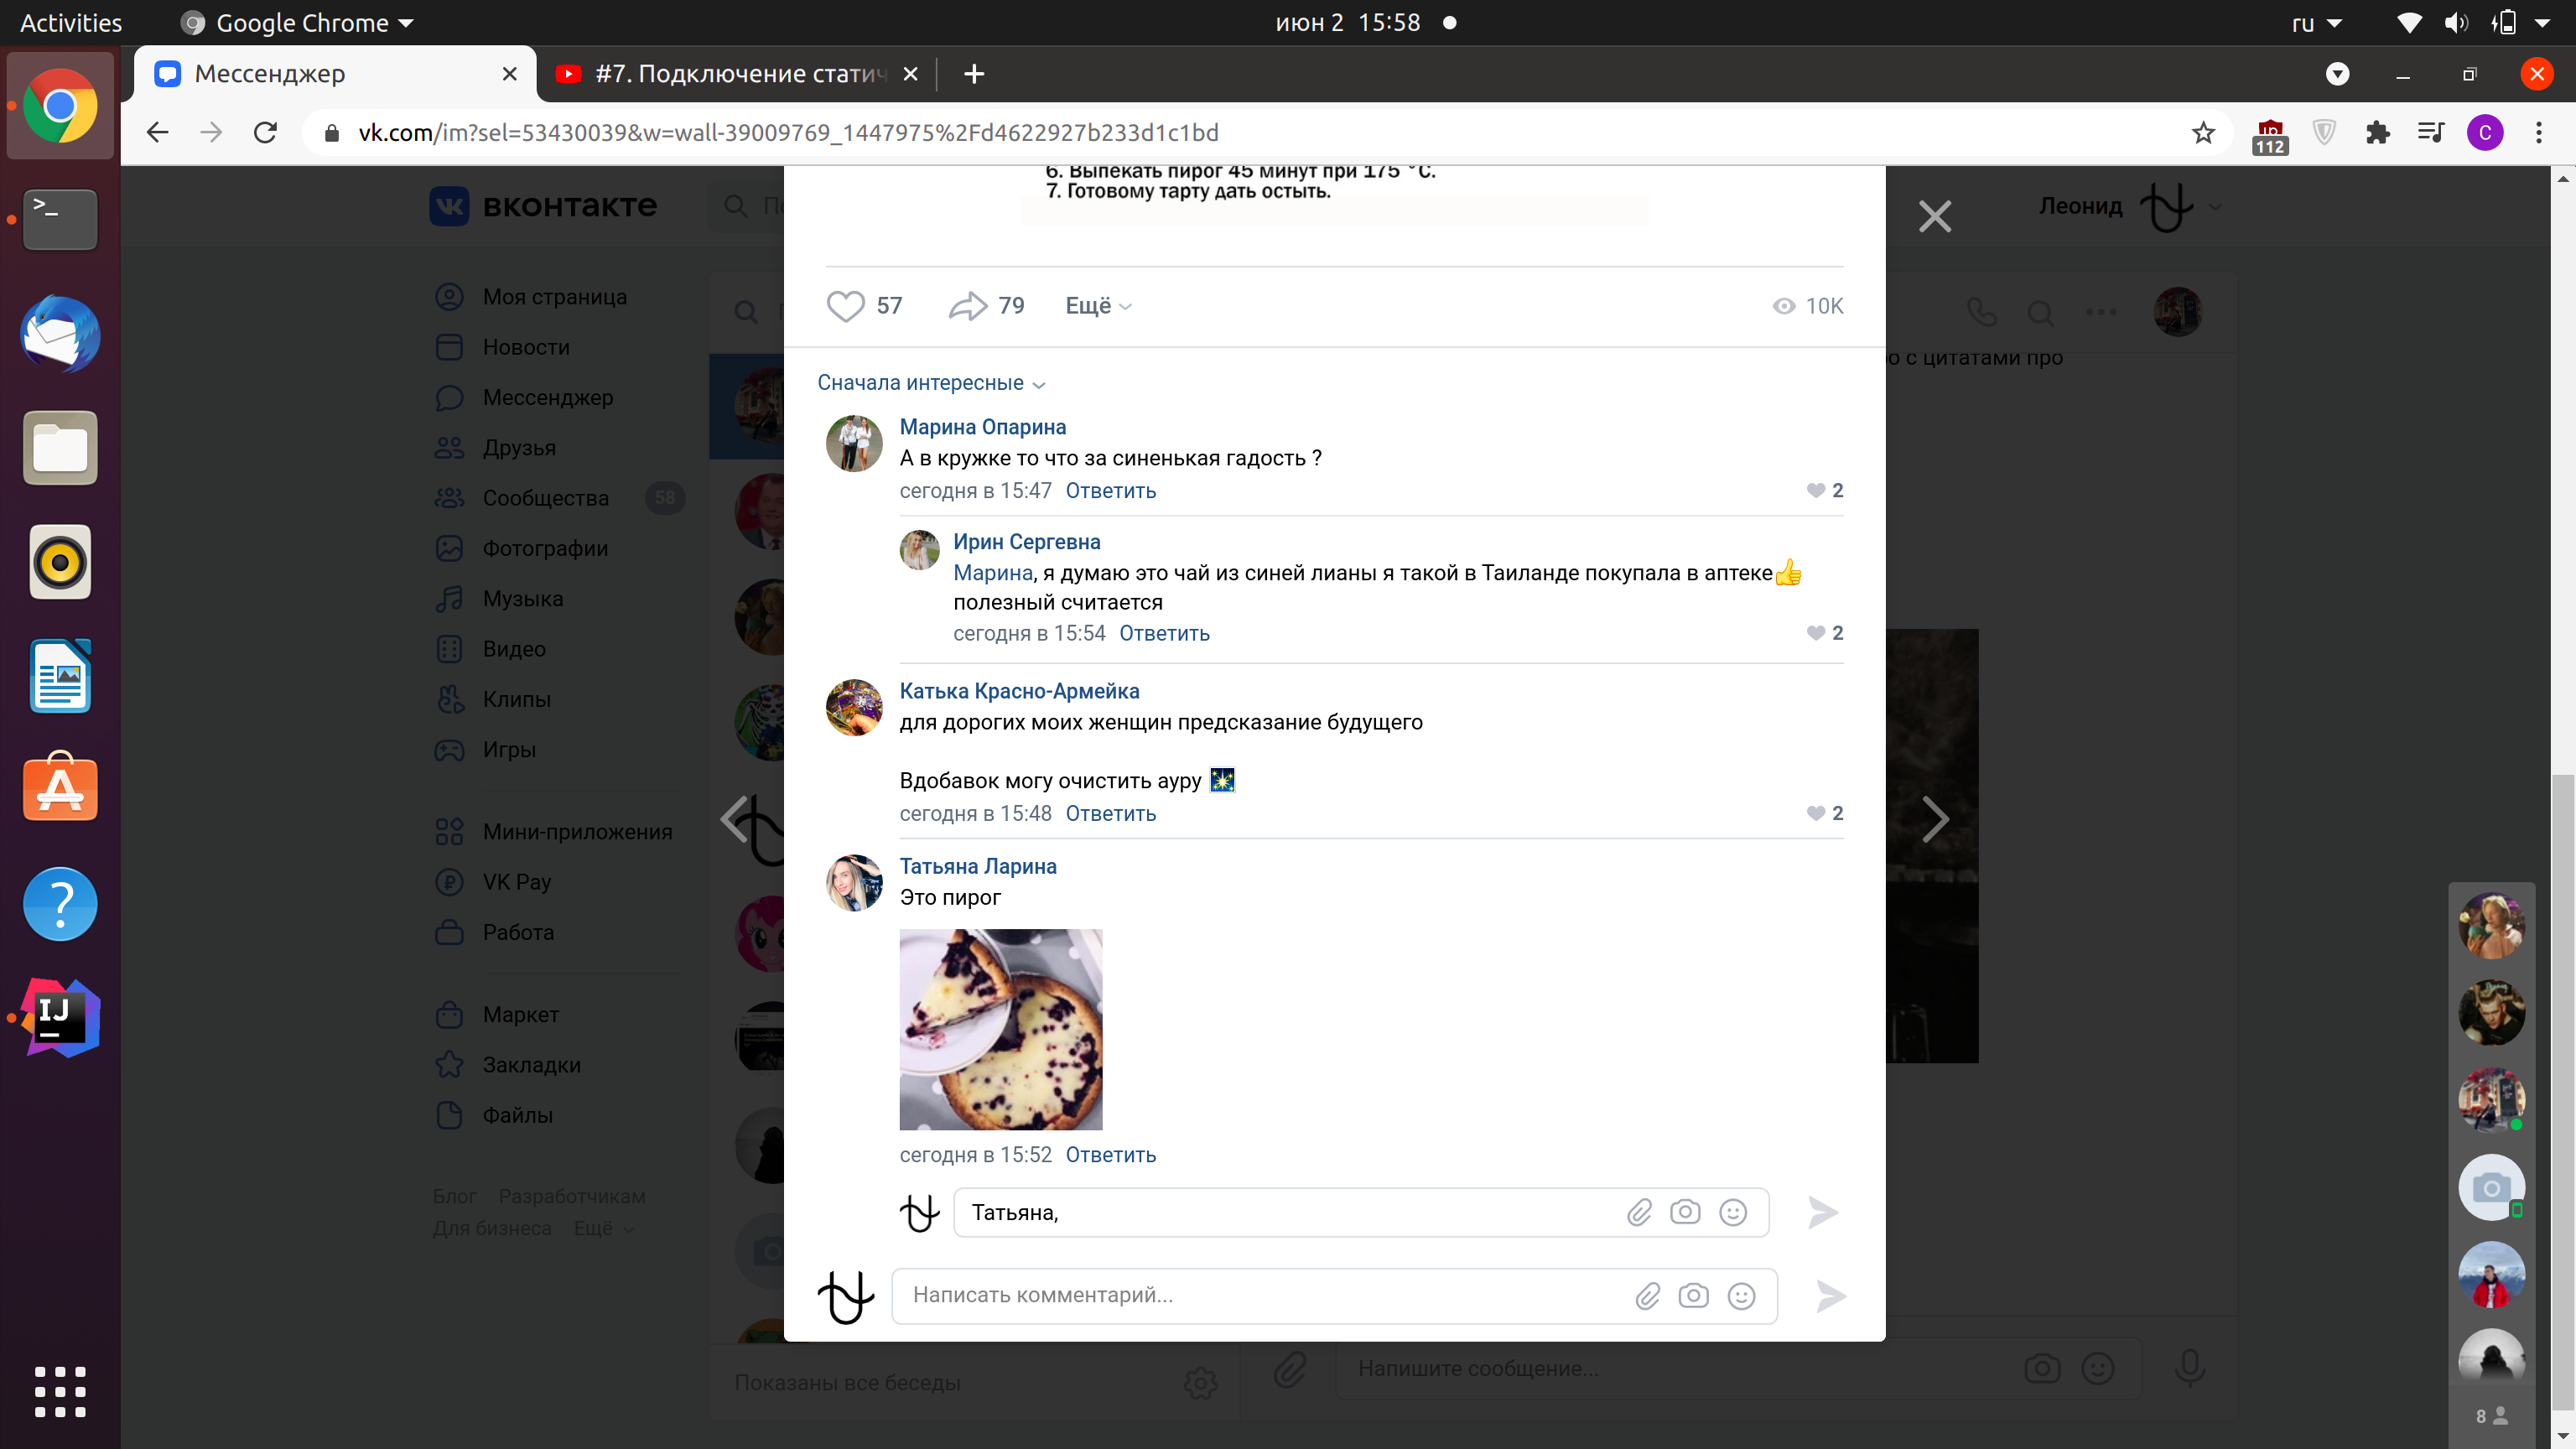 Activities
Google Chrome
июн 2 15:58
ru
Мессенджер
#7. Подключение статич
vk.com/im?sel=53430039&w=wall-39009769_1447975%2Fd4622927b233d1c1bd
112
C
6. Выпекать пирог 45 минут при 175 °C.
7. Готовому тарту дать остыть.
вконтакте
Леонид
Моя страница
Новости
Мессенджер
Друзья
Сообщества
58
Фотографии
Музыка
Видео
Клипы
Игры
Мини-приложения
VK Pay
Работа
Маркет
Закладки
Файлы
Блог Разработчикам
Для бизнеса Ещё
57
79
Ещё
10K
о с цитатами про
Сначала интересные
Марина Опарина
А в кружке то что за синенькая гадость ?
сегодня в 15:47 Ответить
2
Ирин Сергевна
Марина, я думаю это чай из синей лианы я такой в Таиланде покупала в аптеке👍
полезный считается
сегодня в 15:54 Ответить
2
Катька Красно-Армейка
для дорогих моих женщин предсказание будущего
Вдобавок могу очистить ауру 🎇
сегодня в 15:48 Ответить
2
Татьяна Ларина
Это пирог
сегодня в 15:52 Ответить
Татьяна,
Написать комментарий...
Показаны все беседы
Напишите сообщение...
8
IJ